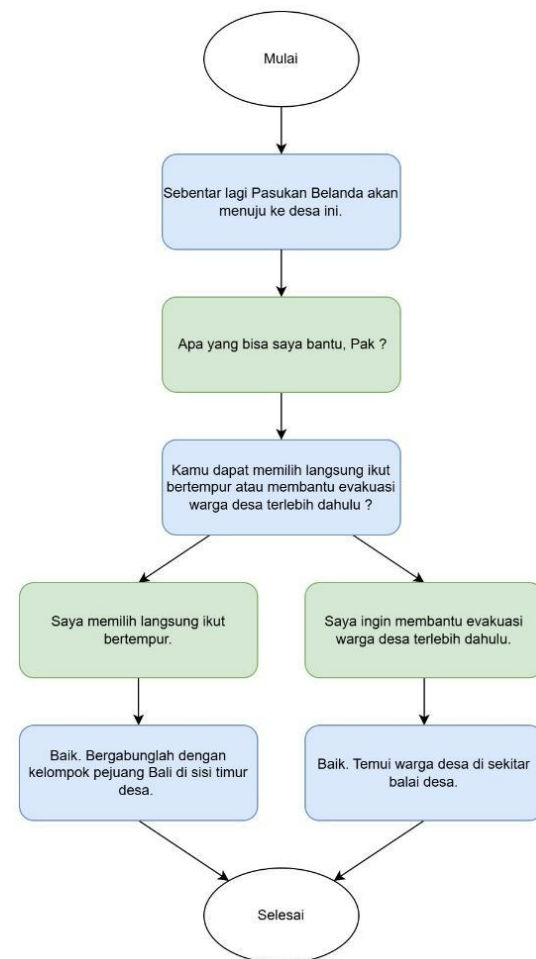 Mulai
Sebentar lagi Pasukan Belanda akan
menuju ke desa ini.
Apa yang bisa saya bantu, Pak ?
Kamu dapat memilih langsung ikut
bertempur atau membantu evakuasi
warga desa terlebih dahulu ?
Saya memilih langsung ikut
bertempur.
Saya ingin membantu evakuasi
warga desa terlebih dahulu.
Baik. Bergabunglah dengan
kelompok pejuang Bali di sisi timur
desa.
Baik. Temui warga desa di sekitar
balai desa.
Selesai